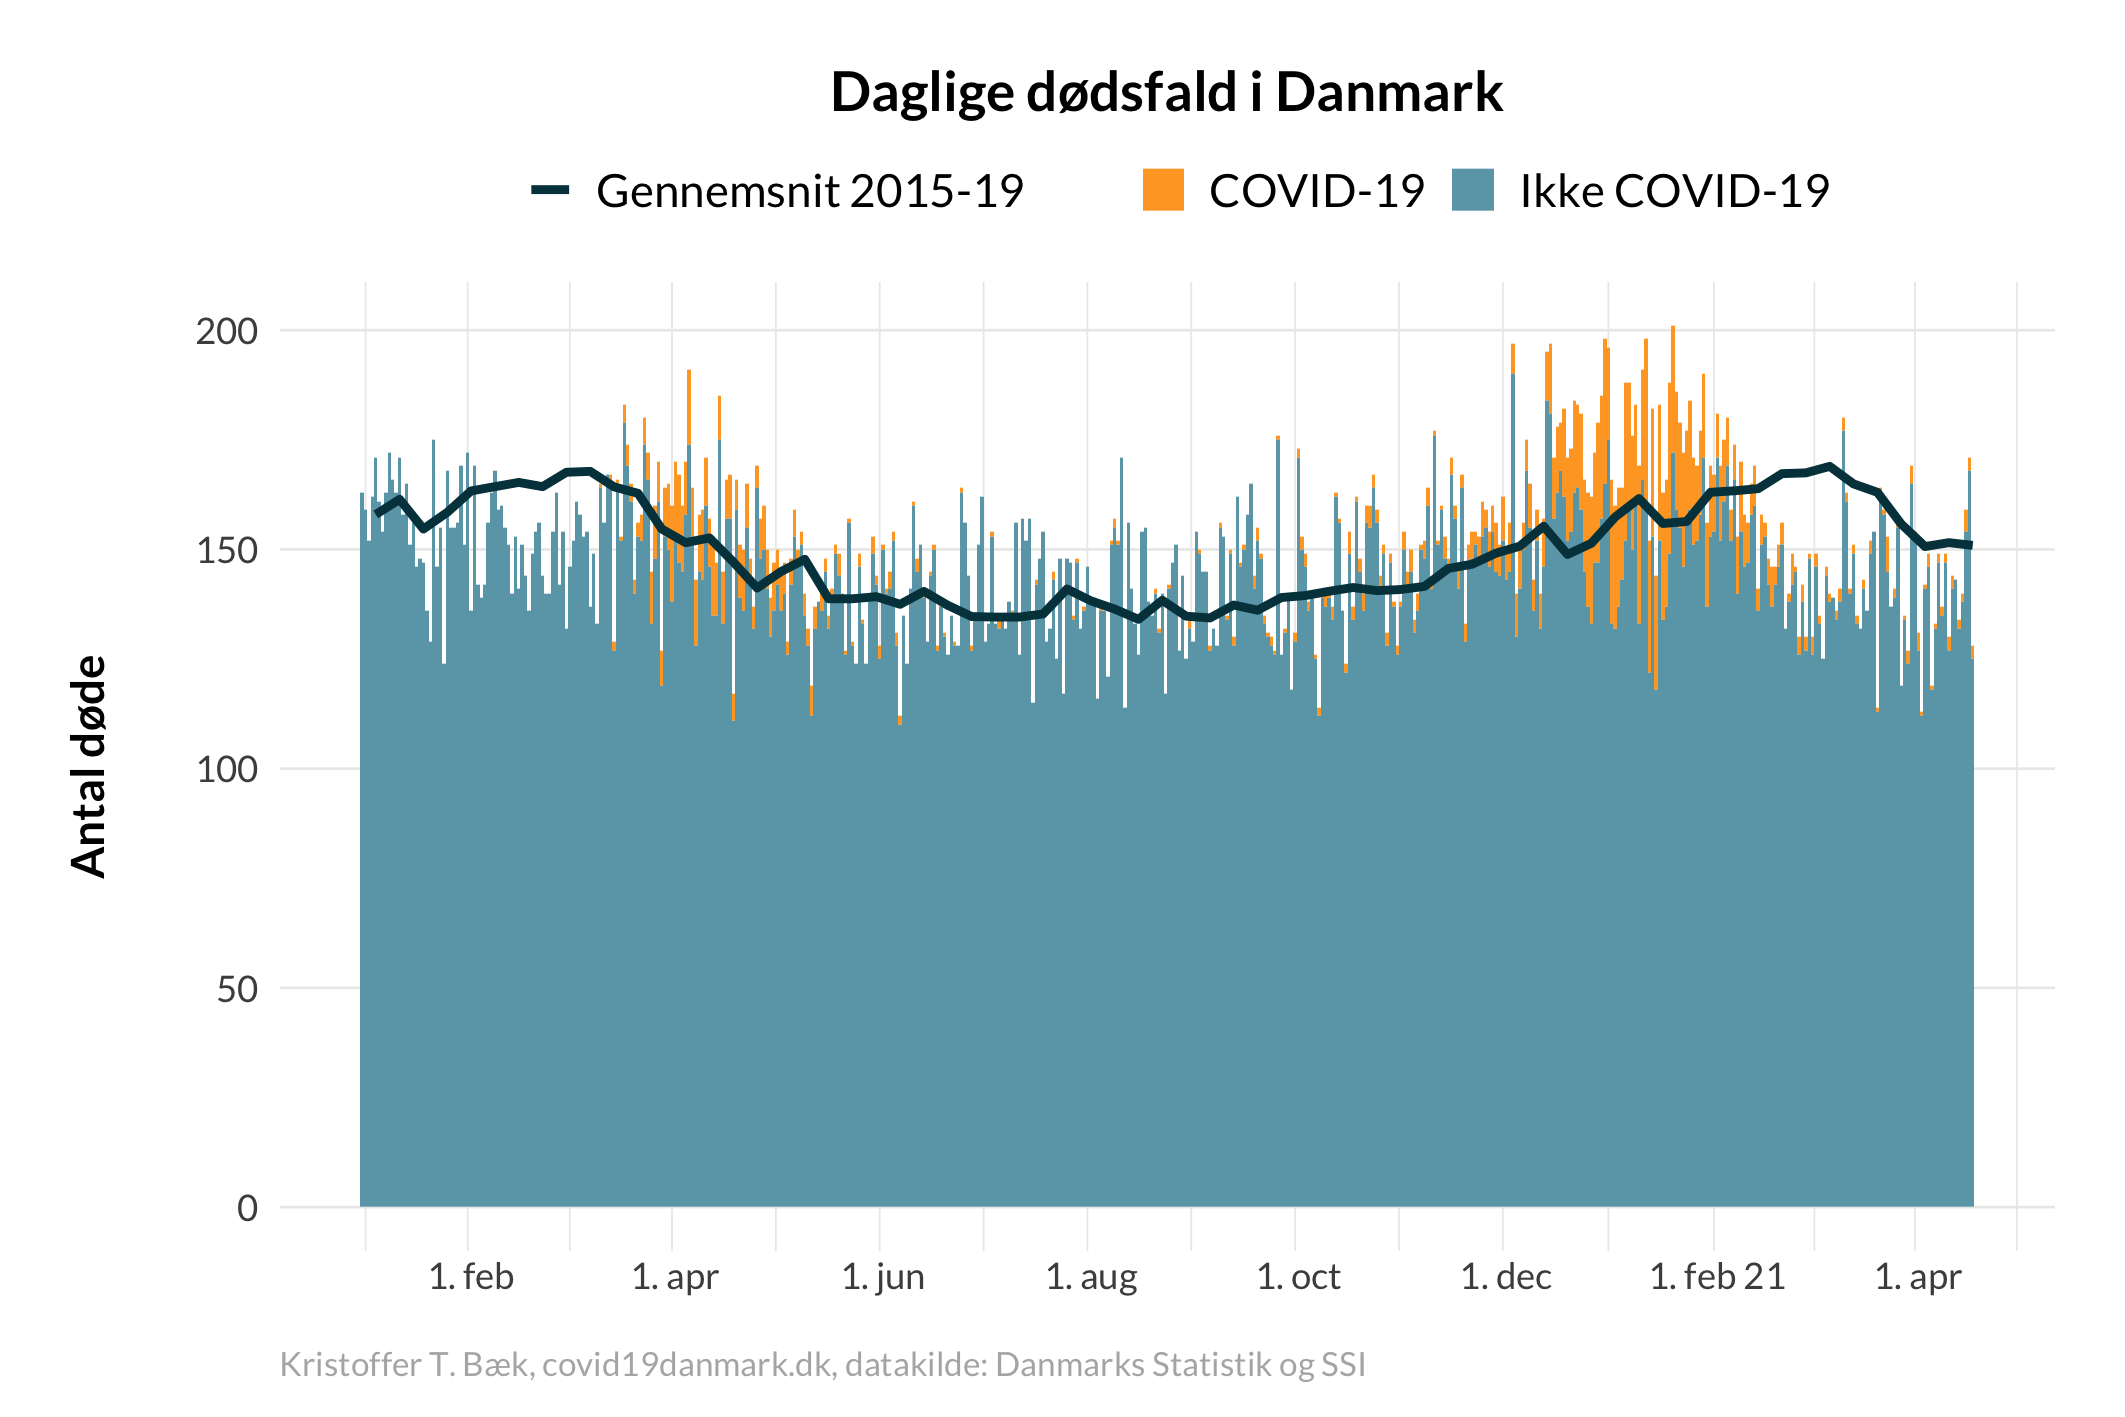 Daglige dødsfald i Danmark
Gennemsnit 2015-19 COVID-19 Ikke COVID-19
Antal døde
200
150
100
50
0
1. feb 1. apr 1. jun 1. aug 1. oct 1. dec 1. feb 21 1. apr
Kristoffer T. Bæk, covid19danmark.dk, datakilde: Danmarks Statistik og SSI